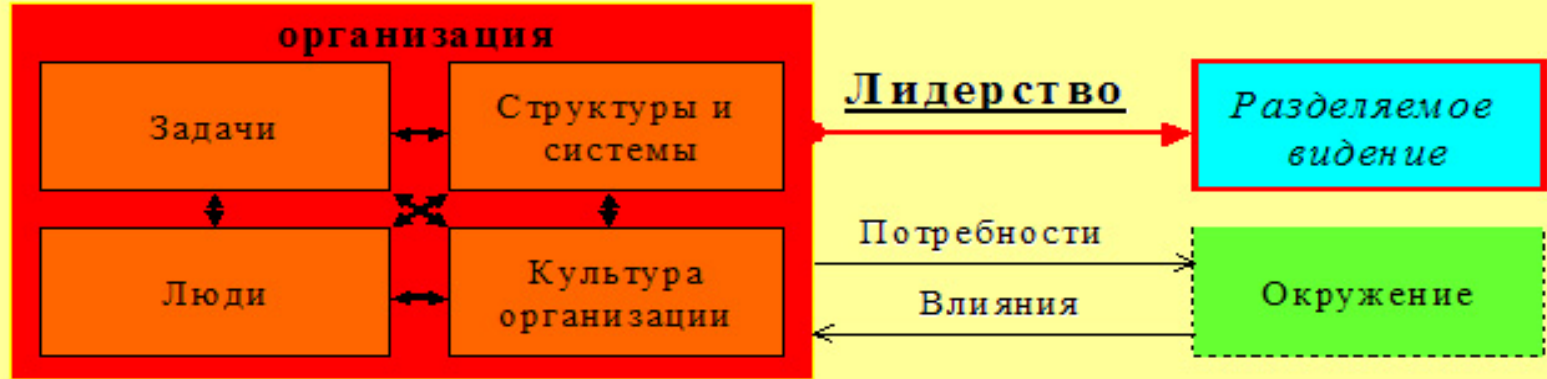 организация
Задачи
Структуры и
системы
Люди
Культура
организации
Лидерство
Разделяемое
видение
Потребности
Влияния
Окружение